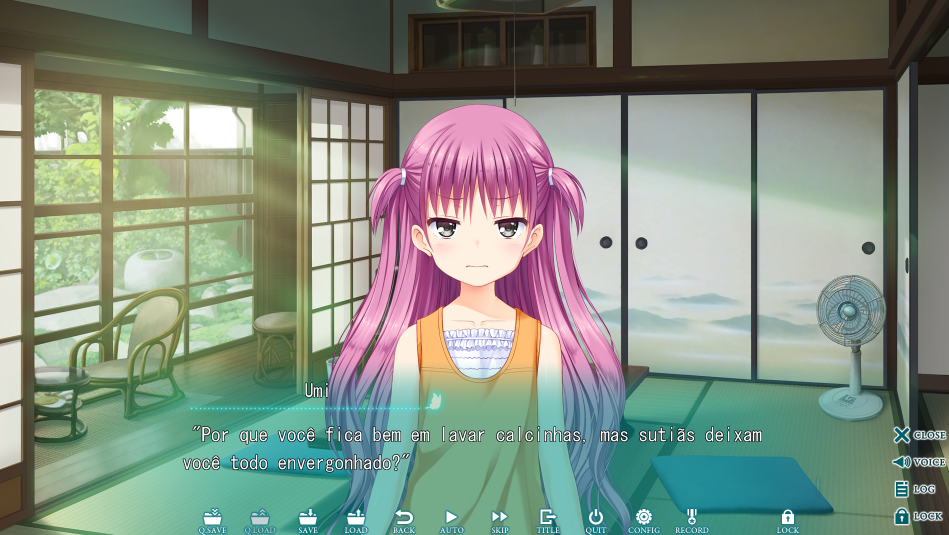 Umi
"Por que você fica bem em lavar calcinhas, mas sutiãs deixam
você todo envergonhado?"
CLOSE
VOICE
LOG
LOCK
Q.SAVE Q.LOAD SAVE LOAD BACK AUTO SKIP TITLE QUIT CONFIG RECORD LOCK